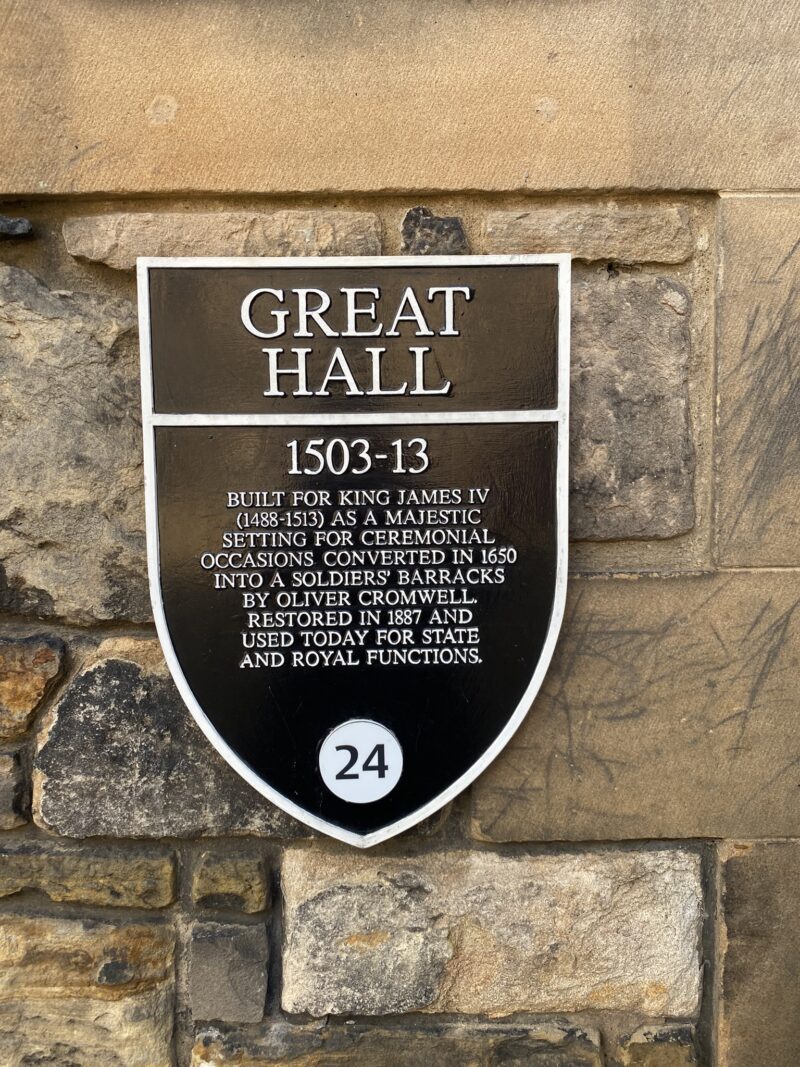 GREAT
HALL
1503-13
BUILT FOR KING JAMES IV
(1488-1513) AS A MAJESTIC
SETTING FOR CEREMONIAL
OCCASIONS. CONVERTED IN 1650
INTO A SOLDIERS' BARRACKS
BY OLIVER CROMWELL.
RESTORED IN 1887 AND
USED TODAY FOR STATE
AND ROYAL FUNCTIONS.
24